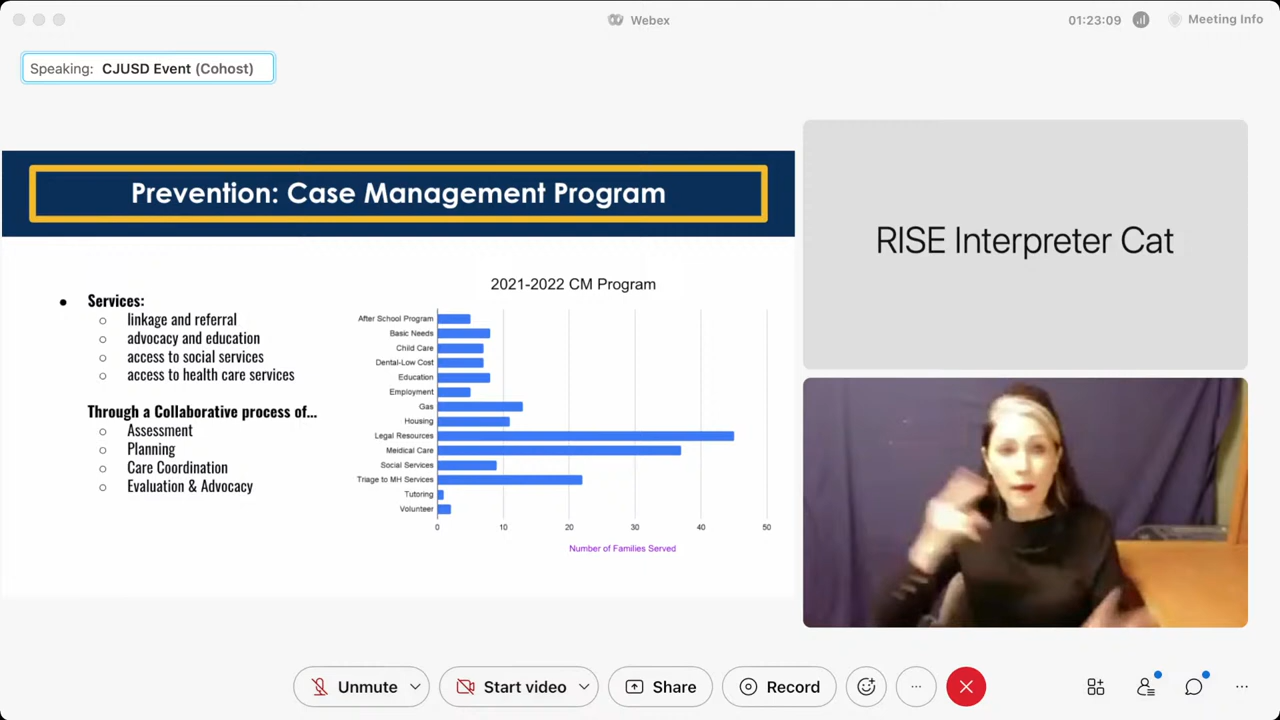 Webex
01:23:09
Meeting Info
Speaking: CJUSD Event (Cohost)
Prevention: Case Management Program
● Services:
○ linkage and referral
○ advocacy and education
○ access to social services
○ access to health care services
Through a Collaborative process of...
○ Assessment
○ Planning
○ Care Coordination
○ Evaluation & Advocacy
2021-2022 CM Program
After School Program
Basic Needs
Child Care
Dental-Low Cost
Education
Employment
Gas
Housing
Legal Resources
Meidical Care
Social Services
Triage to MH Services
Tutoring
Volunteer
0 10 20 30 40 50
Number of Families Served
RISE Interpreter Cat
Unmute
Start video
Share
Record